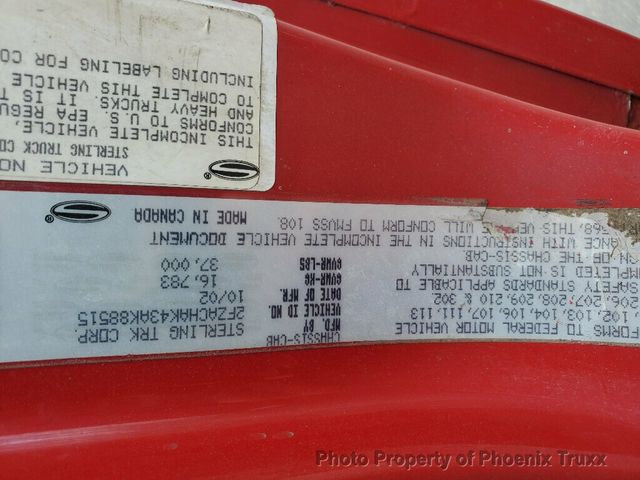 VEHICLE NO
STERLING TRUCK CO
THIS INCOMPLETE VEHICLE,
CONFORMS TO U.S. EPA REGU
AND HEAVY TRUCKS. IT IS T
TO COMPLETE THIS VEHICLE
INCLUDING LABELING FOR CO
CHASSIS-CAB
MFD. BY STERLING TRK CORP
VEHICLE ID NO. 2FZACHAK43AK88515
DATE OF MFR. 10/02
GVWR-KG 16,783
GVWR-LBS 37,000
FORMS TO FEDERAL MOTOR VEHICLE
102, 103, 104, 106, 107, 111, 113
206, 207, 208, 209, 210 & 302.
SAFETY STANDARDS APPLICABLE TO
COMPLETED IS NOT SUBSTANTIALLY
OR THE CHASSIS-CAB
ANCE WITH INSTRUCTIONS IN THE INCOMPLETE VEHICLE DOCUMENT
568, THIS VEH. WILL CONFORM TO FMVSS 108.
MADE IN CANADA
Photo Property of Phoenix Truxx